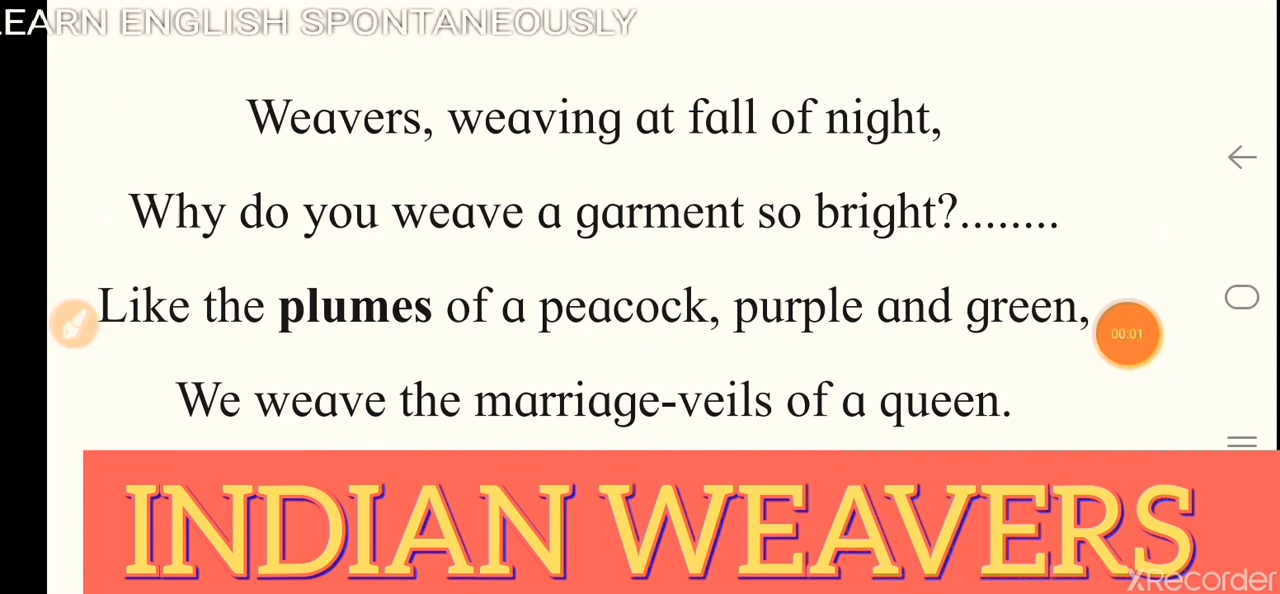 EARN ENGLISH SPONTANEOUSLY
Weavers, weaving at fall of night,
Why do you weave a garment so bright?........
Like the plumes of a peacock, purple and green,
00:01
We weave the marriage-veils of a queen.
INDIAN WEAVERS
XRecorder